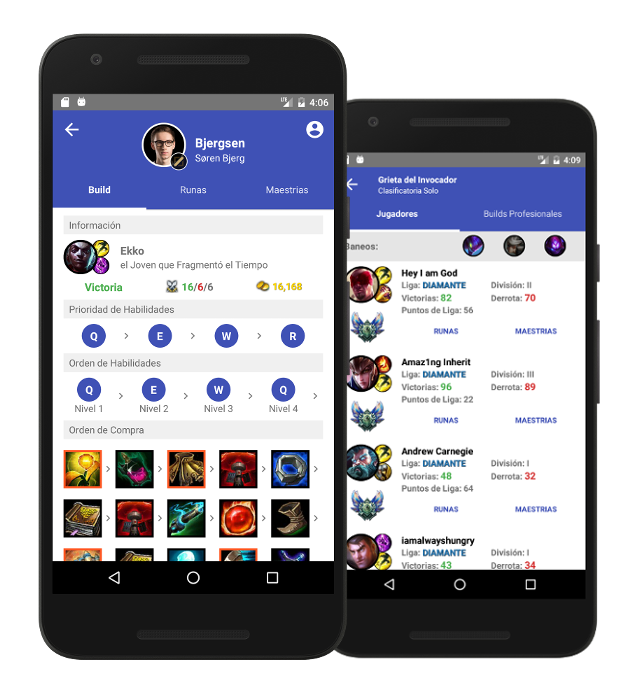 4:06
Bjergsen
Søren Bjerg
Build
Runas
Maestrias
Información
Ekko
el Joven que Fragmentó el Tiempo
Victoria
16/6/6
16,168
Prioridad de Habilidades
Q
E
W
R
Orden de Habilidades
Q
E
W
Q
Nivel 1
Nivel 2
Nivel 3
Nivel 4
Orden de Compra
4:09
Grieta del Invocador
Clasificatoria Solo
Jugadores
Builds Profesionales
Baneos:
Hey I am God
Liga: DIAMANTE División: II
Victorias: 82 Derrota: 70
Puntos de Liga: 56
RUNAS MAESTRIAS
Amaz1ng Inherit
Liga: DIAMANTE División: III
Victorias: 96 Derrota: 89
Puntos de Liga: 22
RUNAS MAESTRIAS
Andrew Carnegie
Liga: DIAMANTE División: I
Victorias: 48 Derrota: 32
Puntos de Liga: 64
RUNAS MAESTRIAS
iamalwayshungry
Liga: DIAMANTE División: I
Victorias: 43 Derrota: 34